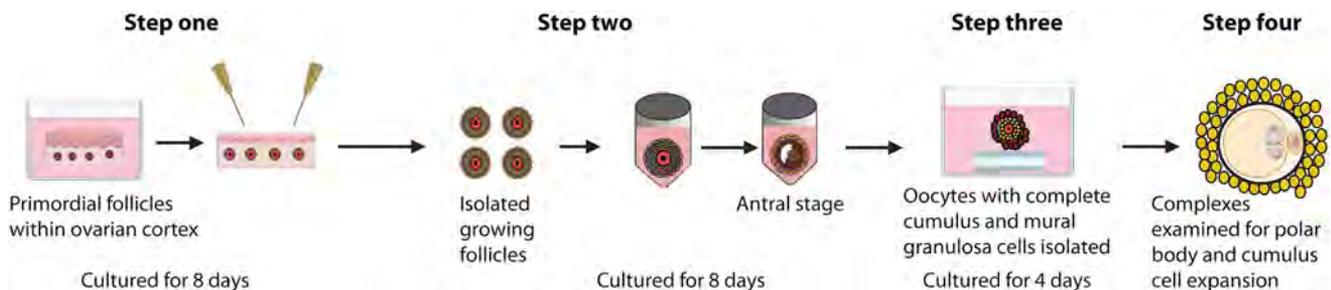 Step one
Step two
Step three
Step four
Primordial follicles
within ovarian cortex
Isolated
growing
follicles
Antral stage
Oocytes with complete
cumulus and mural
granulosa cells isolated
Complexes
examined for polar
body and cumulus
cell expansion
Cultured for 8 days
Cultured for 8 days
Cultured for 4 days